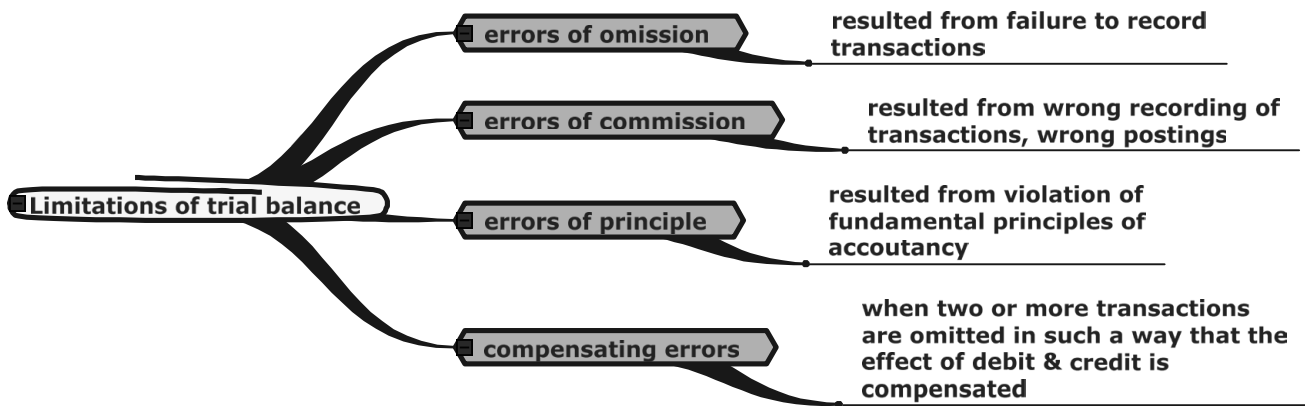 Limitations of trial balance
errors of omission
resulted from failure to record
transactions
errors of commission
resulted from wrong recording of
transactions, wrong postings
errors of principle
resulted from violation of
fundamental principles of
accoutancy
compensating errors
when two or more transactions
are omitted in such a way that the
effect of debit & credit is
compensated